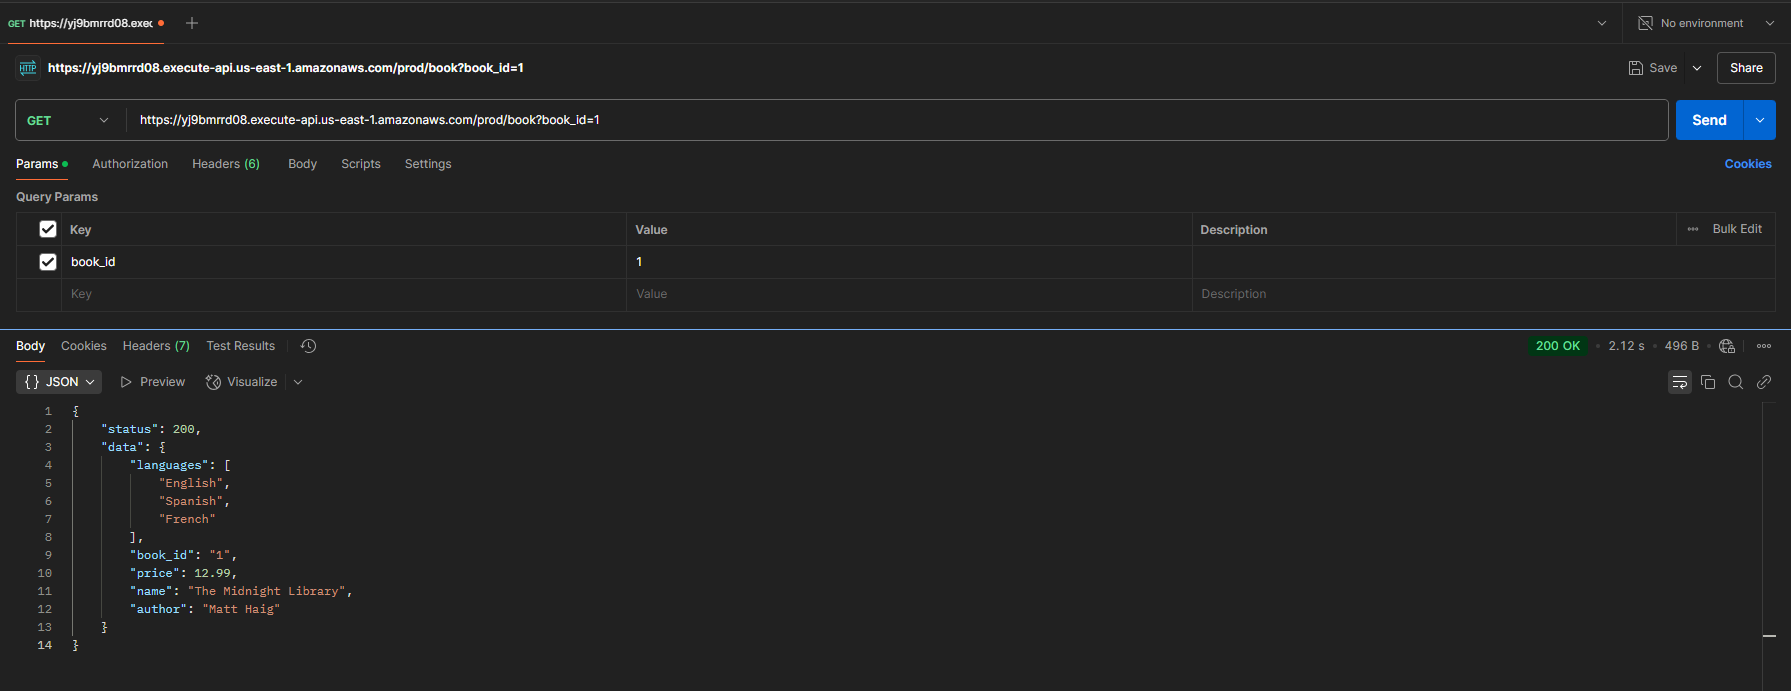 GET https://yj9bmrrd08.exec
No environment
HTTP https://yj9bmrrd08.execute-api.us-east-1.amazonaws.com/prod/book?book_id=1 Save Share
GET https://yj9bmrrd08.execute-api.us-east-1.amazonaws.com/prod/book?book_id=1 Send
Params Authorization Headers (6) Body Scripts Settings Cookies
Query Params
Key Value Description Bulk Edit
book_id 1
Key Value Description
Body Cookies Headers (7) Test Results 200 OK • 2.12 s • 496 B •
{} JSON Preview Visualize
1 {
2 "status": 200,
3 "data": {
4 "languages": [
5 "English",
6 "Spanish",
7 "French"
8 ],
9 "book_id": "1",
10 "price": 12.99,
11 "name": "The Midnight Library",
12 "author": "Matt Haig"
13 }
14 }